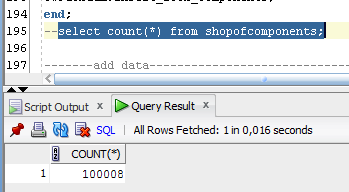 194 end;
195 --select count(*) from shopofcomponents;
196
197 -------add data------------------------
Script Output x Query Result x
SQL | All Rows Fetched: 1 in 0,016 seconds
COUNT(*)
1 100008